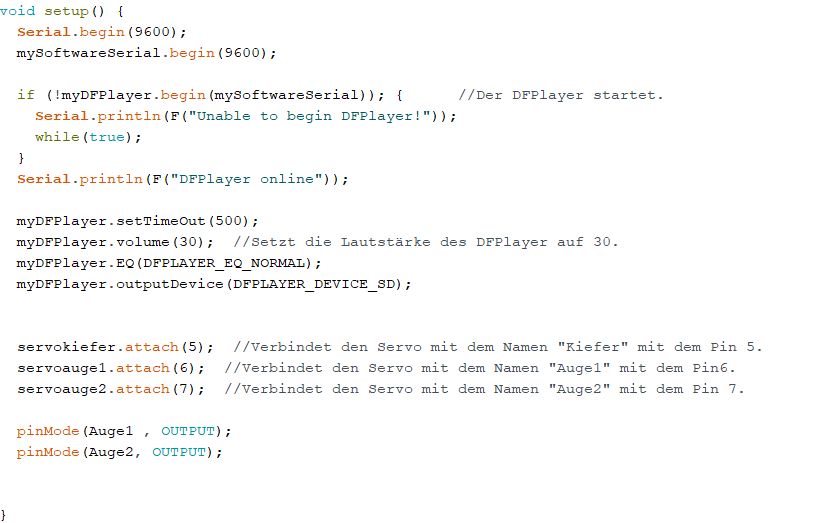 void setup() {
  Serial.begin(9600);
  mySoftwareSerial.begin(9600);

  if (!myDFPlayer.begin(mySoftwareSerial)); {      //Der DFPlayer startet.
    Serial.println(F("Unable to begin DFPlayer!"));
    while(true);
  }
  Serial.println(F("DFPlayer online"));

  myDFPlayer.setTimeOut(500);
  myDFPlayer.volume(30);  //Setzt die Lautstärke des DFPlayer auf 30.
  myDFPlayer.EQ(DFPLAYER_EQ_NORMAL);
  myDFPlayer.outputDevice(DFPLAYER_DEVICE_SD);


  servokiefer.attach(5);  //Verbindet den Servo mit dem Namen "Kiefer" mit dem Pin 5.
  servoauge1.attach(6);  //Verbindet den Servo mit dem Namen "Auge1" mit dem Pin6.
  servoauge2.attach(7);  //Verbindet den Servo mit dem Namen "Auge2" mit dem Pin 7.

  pinMode(Auge1 , OUTPUT);
  pinMode(Auge2, OUTPUT);


}